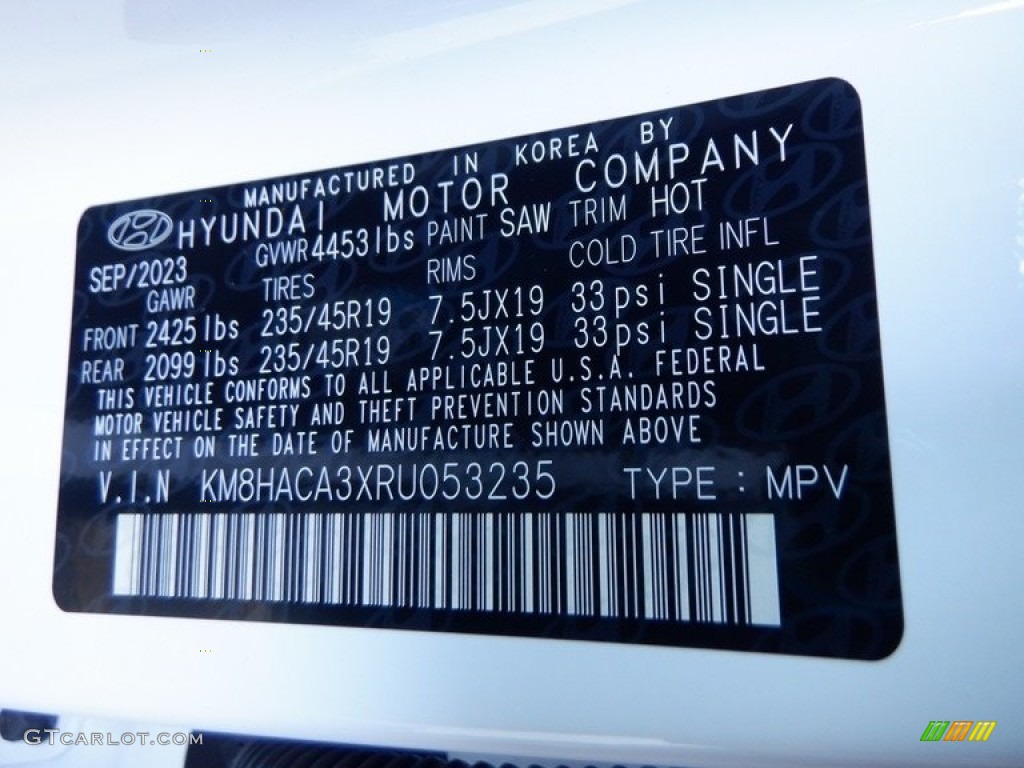 MANUFACTURED IN KOREA BY
HYUNDAI MOTOR COMPANY
SEP/2023 GVWR 4453lbs PAINT SAW TRIM HOT
GAWR TIRES RIMS COLD TIRE INFL
FRONT 2425 lbs 235/45R19 7.5JX19 33psi SINGLE
REAR 2099 lbs 235/45R19 7.5JX19 33psi SINGLE
THIS VEHICLE CONFORMS TO ALL APPLICABLE U.S.A. FEDERAL
MOTOR VEHICLE SAFETY AND THEFT PREVENTION STANDARDS
IN EFFECT ON THE DATE OF MANUFACTURE SHOWN ABOVE
V.I.N KM8HACA3XRU053235 TYPE : MPV
GTCARLOT.COM